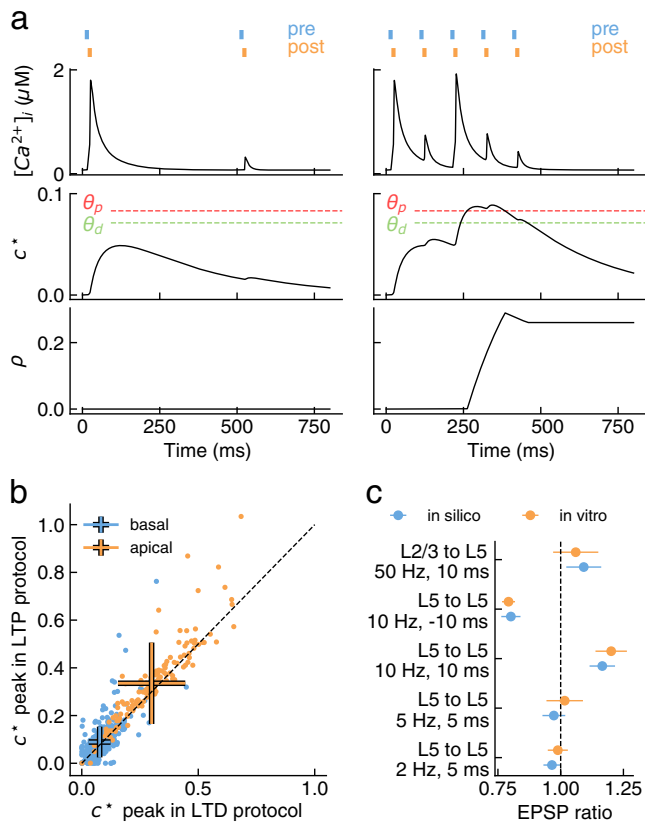 a
pre
post
pre
post
[Ca²⁺]ᵢ (μM)
2
0
c*
0.1
0.0
θp
θd
θp
θd
ρ
0.2
0.0
0 250 500 750
0 250 500 750
Time (ms)
Time (ms)
b
basal
apical
c* peak in LTP protocol
1.0
0.8
0.6
0.4
0.2
0.0
0.0 0.5 1.0
c* peak in LTD protocol
c
in silico
in vitro
L2/3 to L5
50 Hz, 10 ms
L5 to L5
10 Hz, -10 ms
L5 to L5
10 Hz, 10 ms
L5 to L5
5 Hz, 5 ms
L5 to L5
2 Hz, 5 ms
0.75 1.00 1.25
EPSP ratio